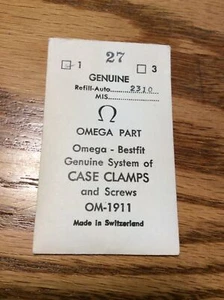 27
1 3
GENUINE
Refill-Auto 2310
MIS
Ω
OMEGA PART
Omega - Bestfit
Genuine System of
CASE CLAMPS
and Screws
OM-1911
Made in Switzerland